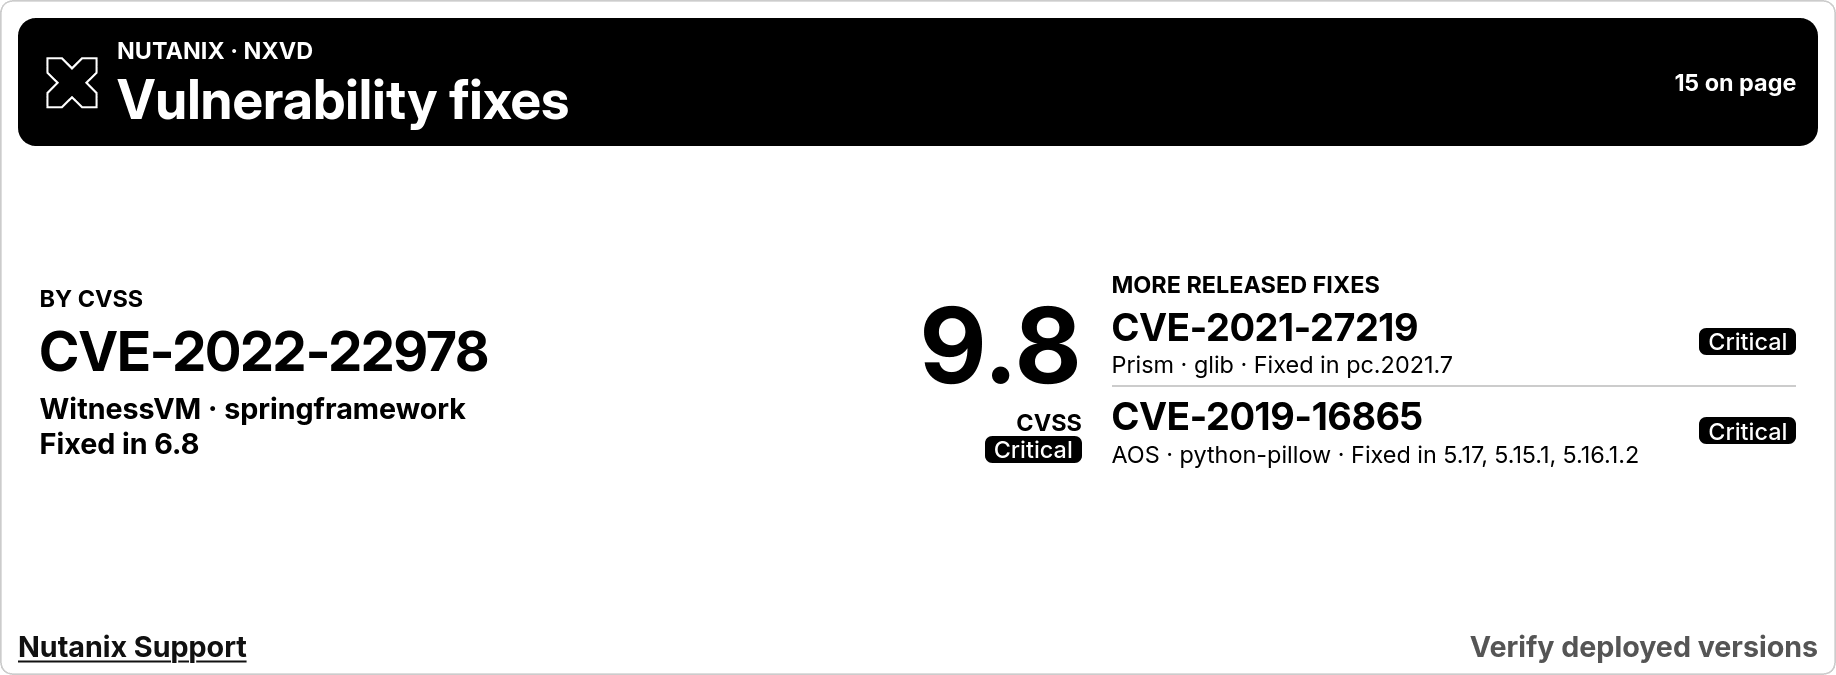 NUTANIX · NXVD
Vulnerability fixes
15 on page
BY CVSS
CVE-2022-22978
WitnessVM · springframework
Fixed in 6.8
9.8
CVSS
Critical
MORE RELEASED FIXES
CVE-2021-27219
Prism · glib · Fixed in pc.2021.7
Critical
CVE-2019-16865
AOS · python-pillow · Fixed in 5.17, 5.15.1, 5.16.1.2
Critical
Nutanix Support
Verify deployed versions